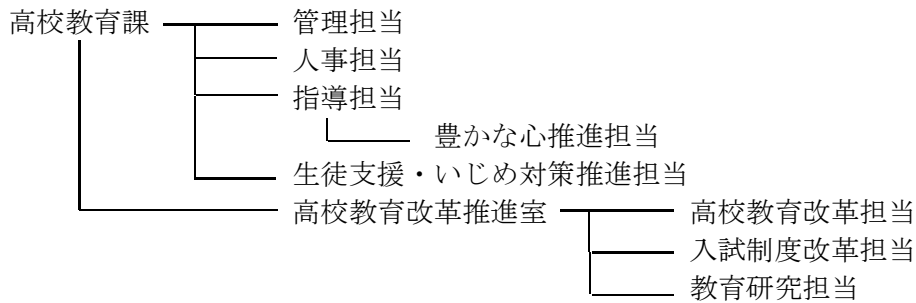 高校教育課 管理担当
人事担当
指導担当
豊かな心推進担当
生徒支援・いじめ対策推進担当
高校教育改革推進室 高校教育改革担当
入試制度改革担当
教育研究担当